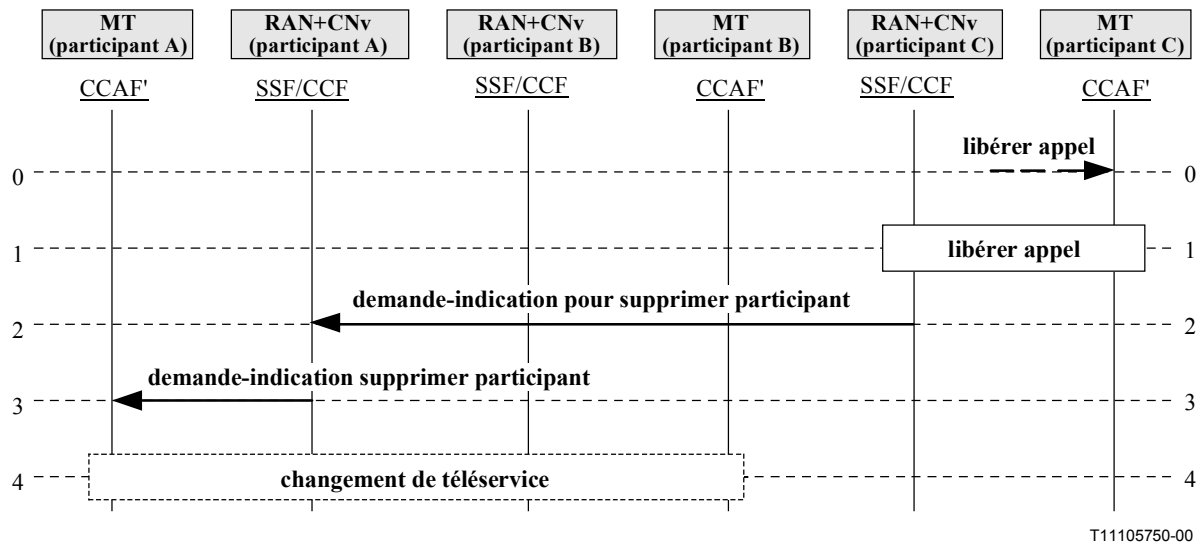 MT
(participant A)
RAN+CNv
(participant A)
RAN+CNv
(participant B)
MT
(participant B)
RAN+CNv
(participant C)
MT
(participant C)
CCAF'
SSF/CCF
SSF/CCF
CCAF'
SSF/CCF
CCAF'
libérer appel
0
0
1
libérer appel
1
demande-indication pour supprimer participant
2
2
demande-indication supprimer participant
3
3
4
changement de téléservice
4
T11105750-00